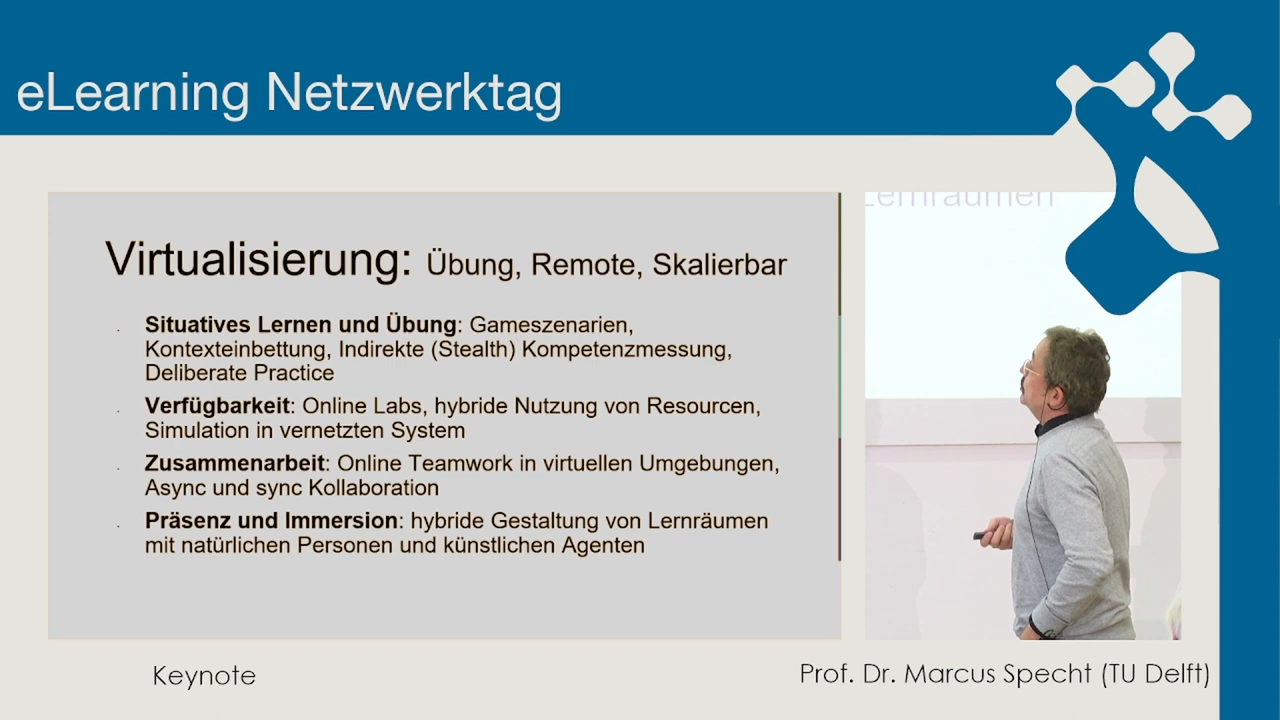 eLearning Netzwerktag
Virtualisierung: Übung, Remote, Skalierbar
Situatives Lernen und Übung: Gameszenarien,
Kontexteinbettung, Indirekte (Stealth) Kompetenzmessung,
Deliberate Practice
Verfügbarkeit: Online Labs, hybride Nutzung von Resourcen,
Simulation in vernetzten System
Zusammenarbeit: Online Teamwork in virtuellen Umgebungen,
Async und sync Kollaboration
Präsenz und Immersion: hybride Gestaltung von Lernräumen
mit natürlichen Personen und künstlichen Agenten
Lernräumen
Keynote
Prof. Dr. Marcus Specht (TU Delft)